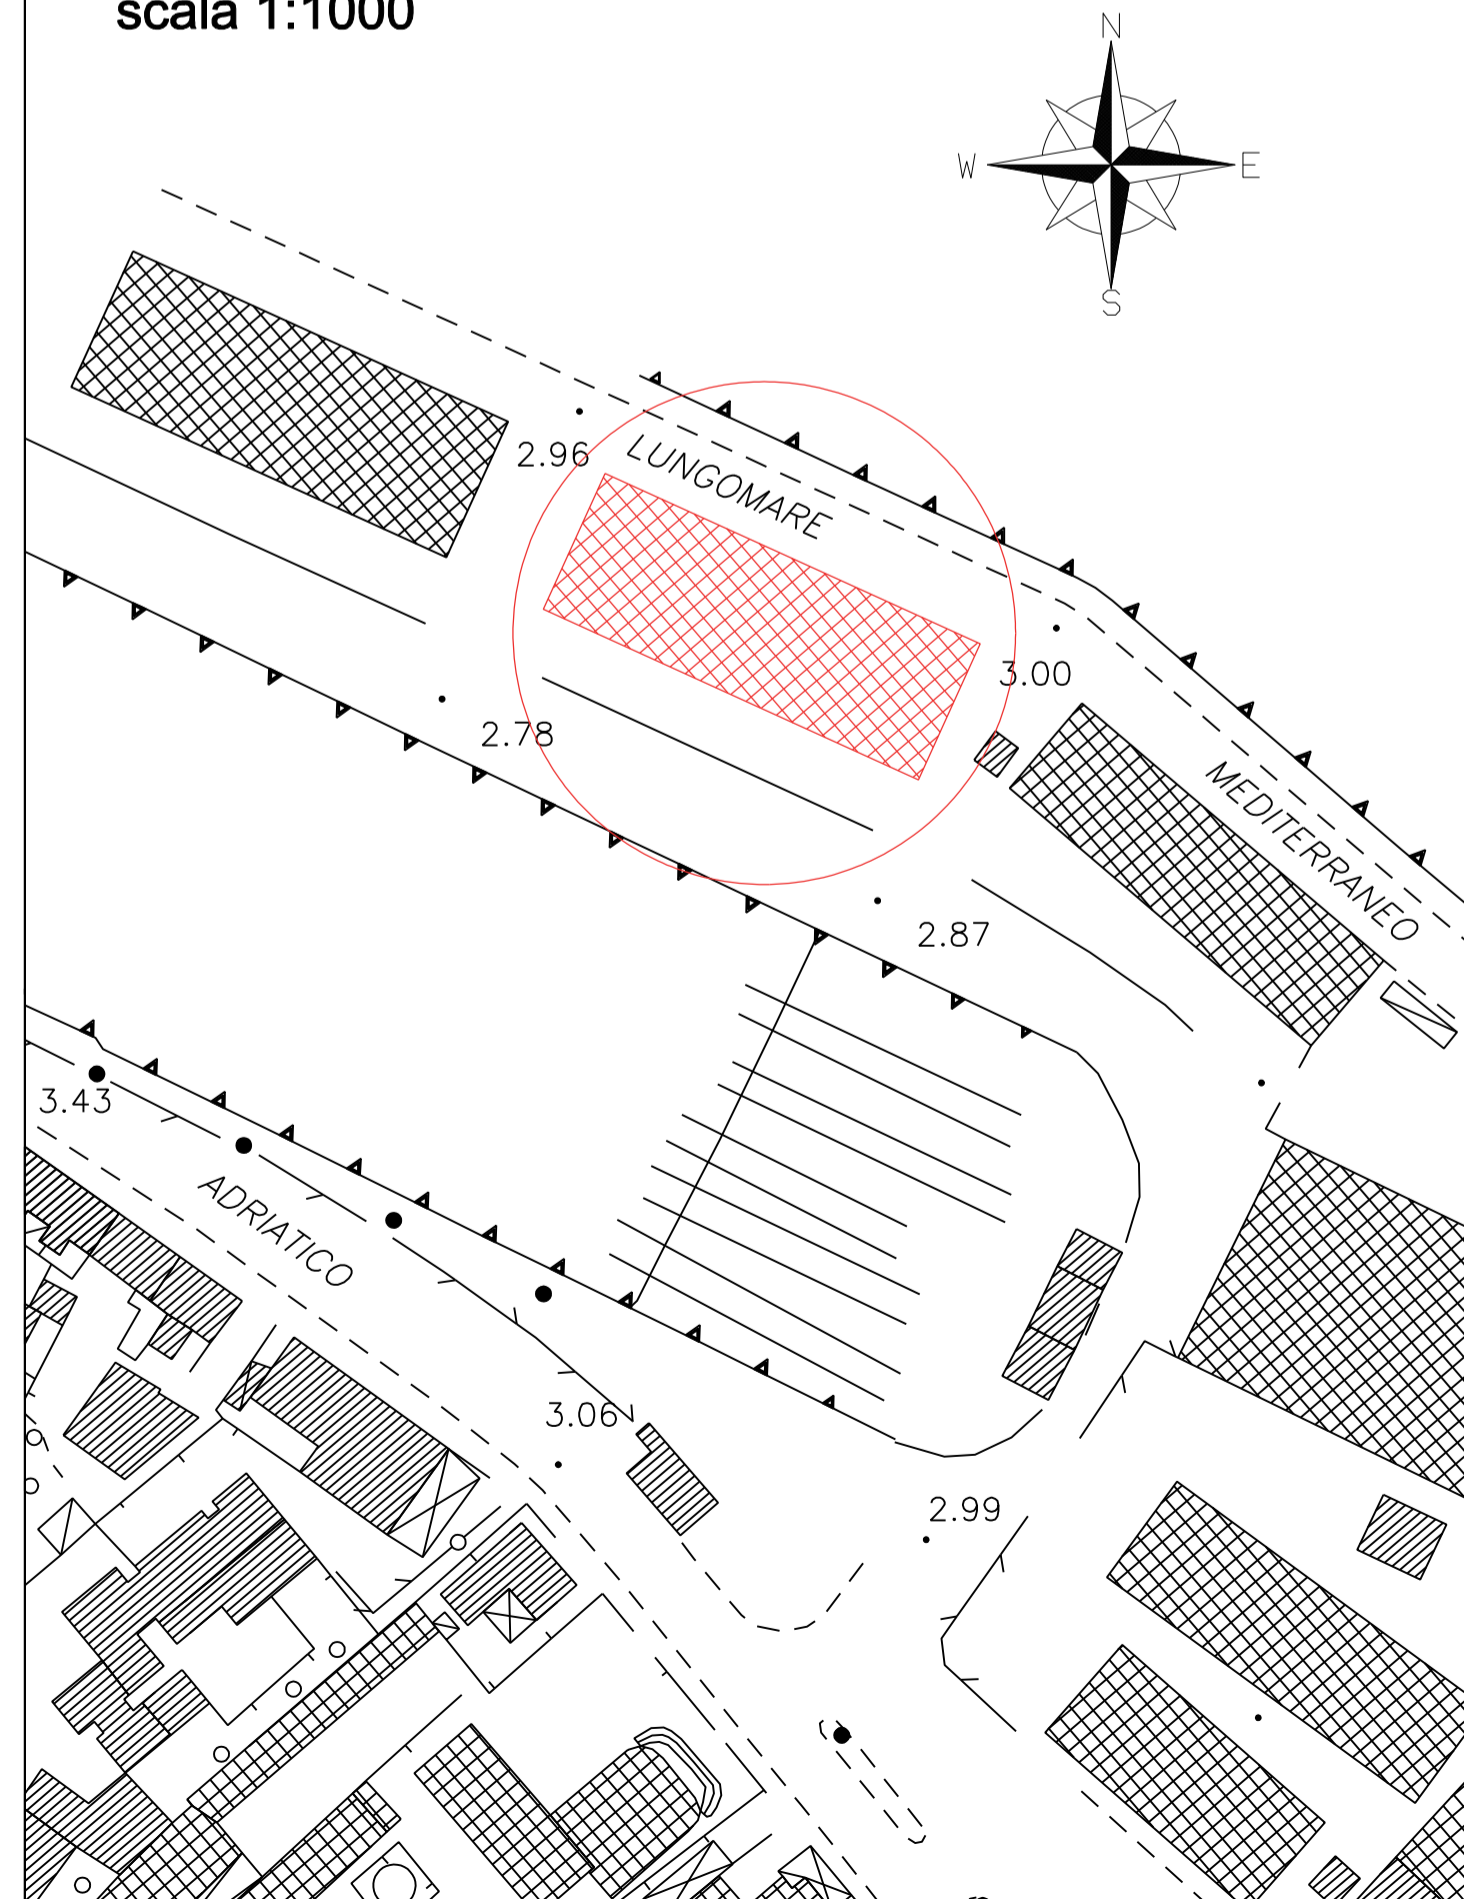 scala 1:1000
N
W
E
S
2.96
LUNGOMARE
3.00
2.78
MEDITERRANEO
2.87
3.43
ADRIATICO
3.06
2.99